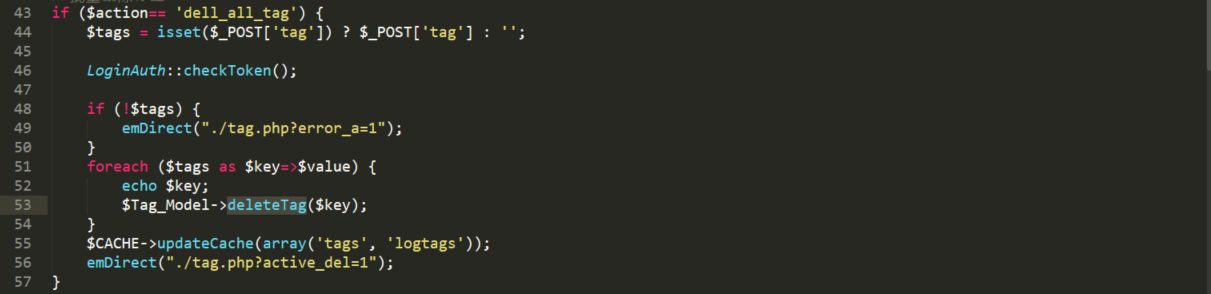 43 if ($action== 'dell_all_tag') {
44 $tags = isset($_POST['tag']) ? $_POST['tag'] : '';
45
46 LoginAuth::checkToken();
47
48 if (!$tags) {
49 emDirect("./tag.php?error_a=1");
50 }
51 foreach ($tags as $key=>$value) {
52 echo $key;
53 $Tag_Model->deleteTag($key);
54 }
55 $CACHE->updateCache(array('tags', 'logtags'));
56 emDirect("./tag.php?active_del=1");
57 }